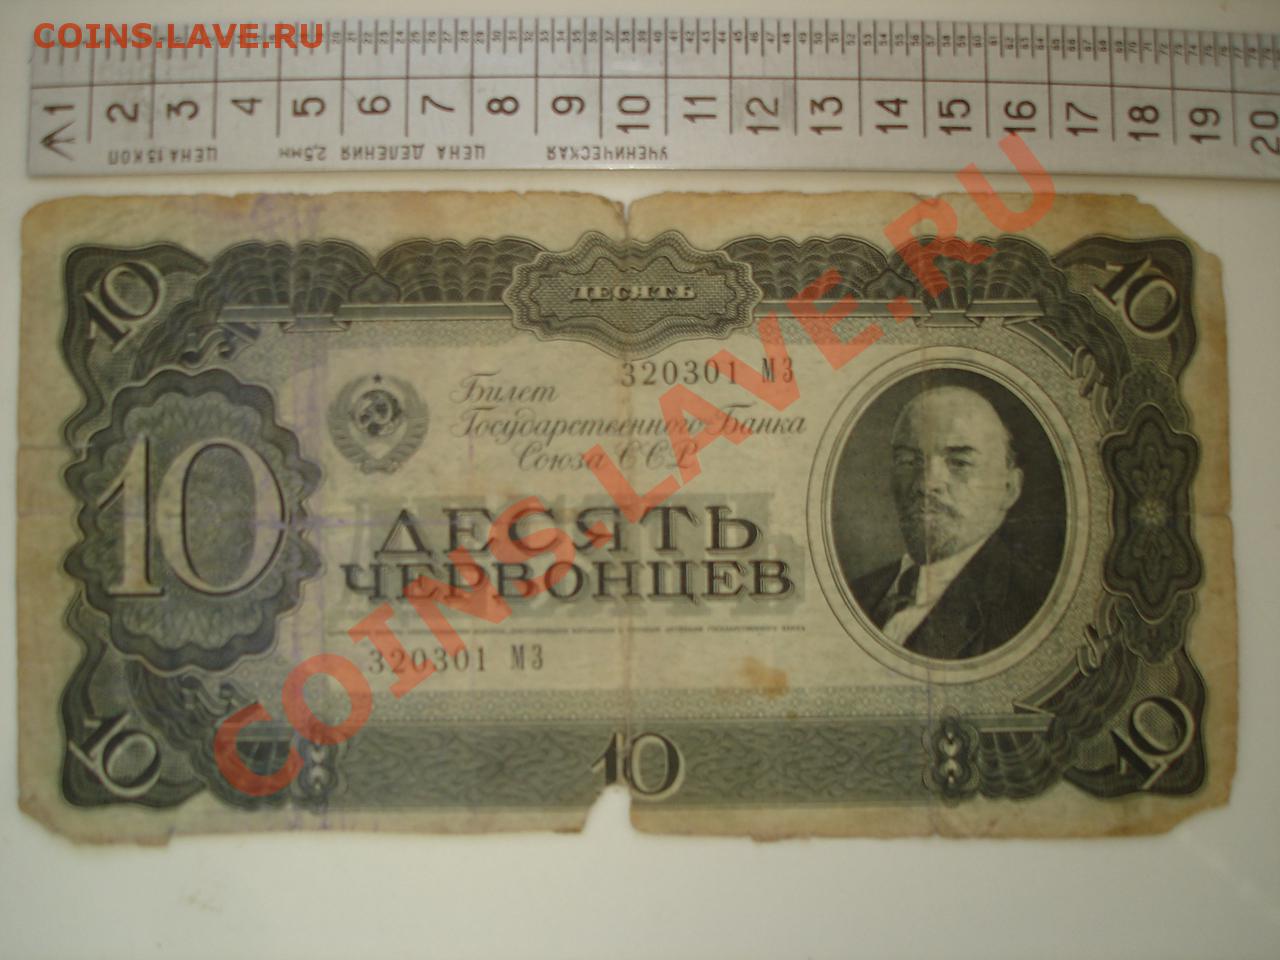 COINS.LAVE.RU
1 2 3 4 5 6 7 8 9 10 11 12 13 14 15 16 17 18 19 20
ЦЕНА 15 КОП
ЦЕНА ДЕЛЕНИЯ 2,5мм
УЧЕНИЧЕСКАЯ
10 ДЕСЯТЬ 10
320301 МЗ
Билет
Государственного Банка
Союза ССР
10
ДЕСЯТЬ
ЧЕРВОНЦЕВ
320301 МЗ
10 10 10
COINS.LAVE.RU